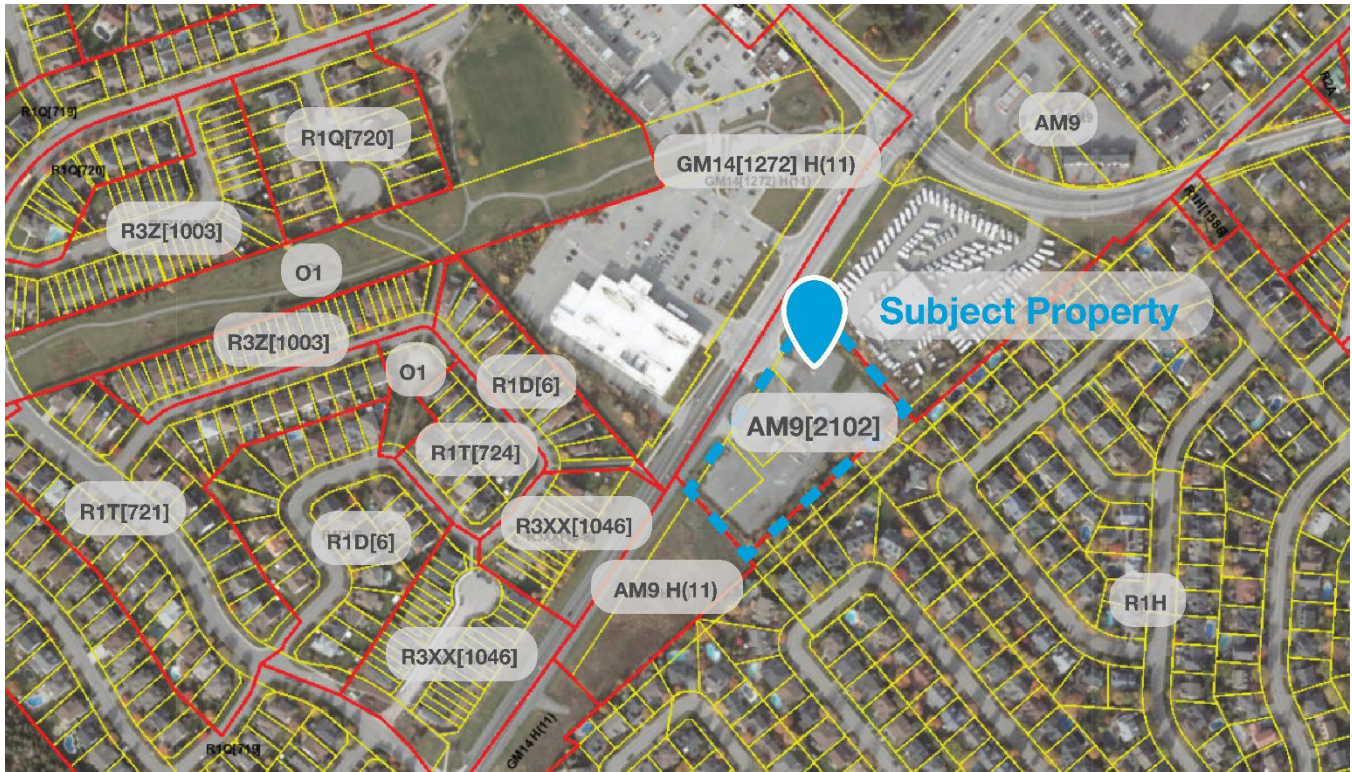 R1Q[719]
R1Q[720]
AM9
R2A
GM14[1272] H(11)
GM14[1272] H(11)
R1Q[720]
R3Z[1003]
O1
Subject Property
R3Z[1003]
O1
R1D[6]
AM9[2102]
R1T[724]
R1T[721]
R3XX[1046]
R1D[6]
AM9 H(11)
R1H
R3XX[1046]
GM14 H(11)
R1Q[719]